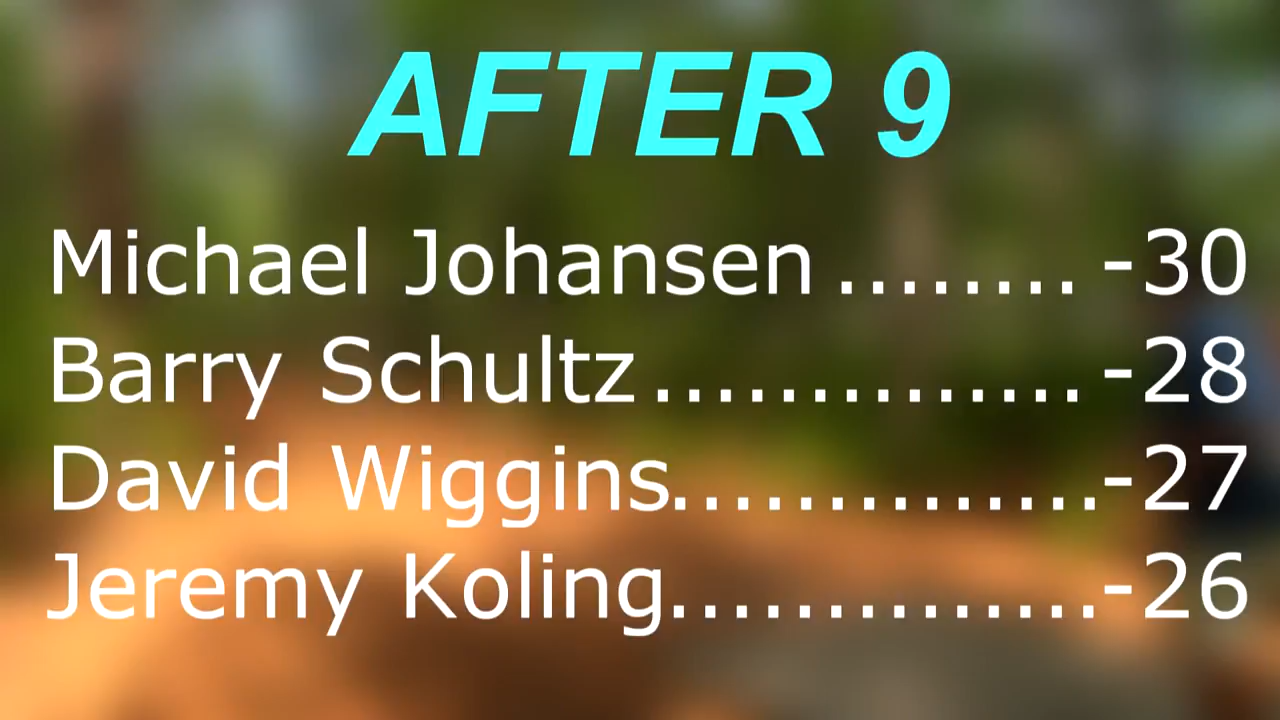 AFTER 9
Michael Johansen ........ -30
Barry Schultz .............. -28
David Wiggins..............-27
Jeremy Koling..............-26